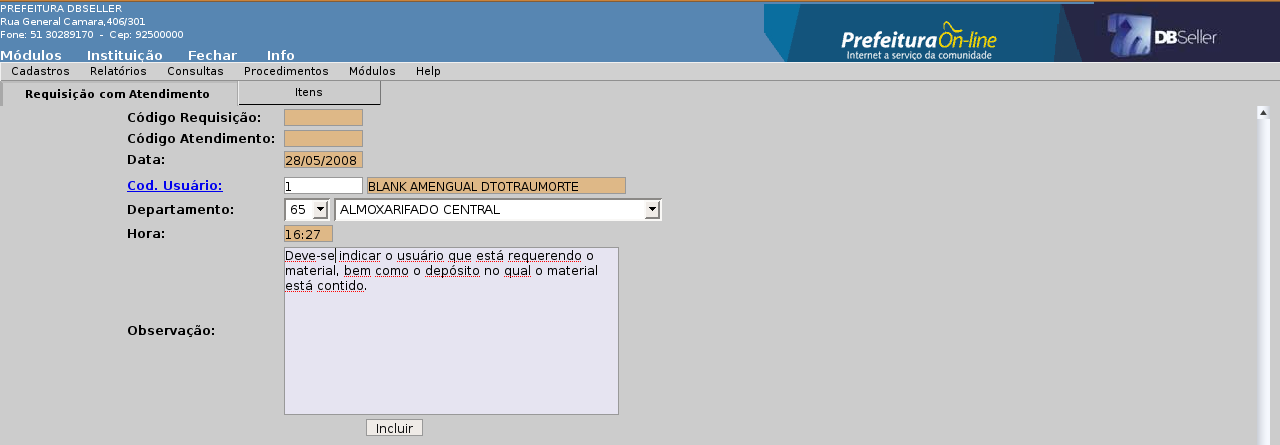 PREFEITURA DBSELLER
Rua General Camara,406/301
Fone: 51 30289170 - Cep: 92500000
PrefeituraOn-line
Internet a serviço da comunidade
DBSeller
Módulos Instituição Fechar Info
Cadastros Relatórios Consultas Procedimentos Módulos Help
Requisição com Atendimento Itens
Código Requisição:
Código Atendimento:
Data: 28/05/2008
Cod. Usuário: 1 BLANK AMENGUAL DTOTRAUMORTE
Departamento: 65 ALMOXARIFADO CENTRAL
Hora: 16:27
Deve-se indicar o usuário que está requerendo o
material, bem como o depósito no qual o material
está contido.
Observação:
Incluir